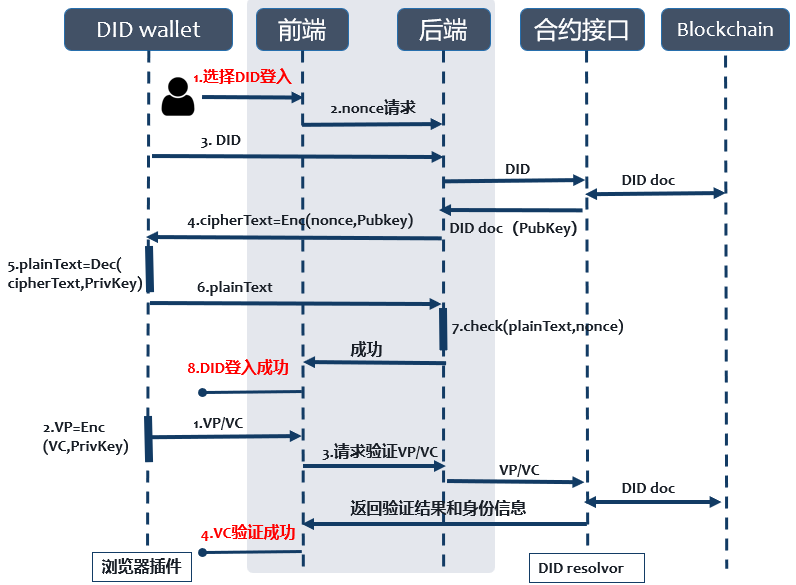 DID wallet
前端
后端
合约接口
Blockchain
1.选择DID登入
2.nonce请求
3. DID
DID
DID doc
4.cipherText=Enc(nonce,Pubkey)
DID doc（PubKey)
5.plainText=Dec(
cipherText,PrivKey)
6.plainText
7.check(plainText,nonce)
成功
8.DID登入成功
2.VP=Enc
(VC,PrivKey)
1.VP/VC
3.请求验证VP/VC
VP/VC
DID doc
返回验证结果和身份信息
4.VC验证成功
浏览器插件
DID resolvor